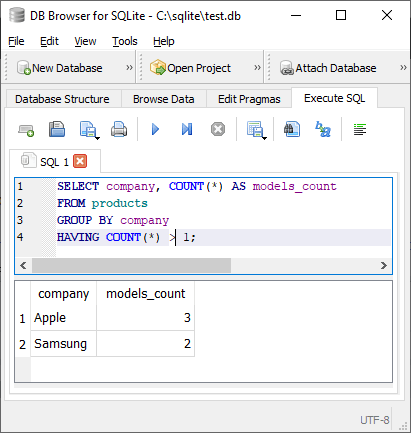 DB Browser for SQLite - C:\sqlite\test.db
File Edit View Tools Help
New Database » Open Project » Attach Database »
Database Structure Browse Data Edit Pragmas Execute SQL
SQL 1
1 SELECT company, COUNT(*) AS models_count
2 FROM products
3 GROUP BY company
4 HAVING COUNT(*) > 1;
company models_count
1 Apple 3
2 Samsung 2
UTF-8